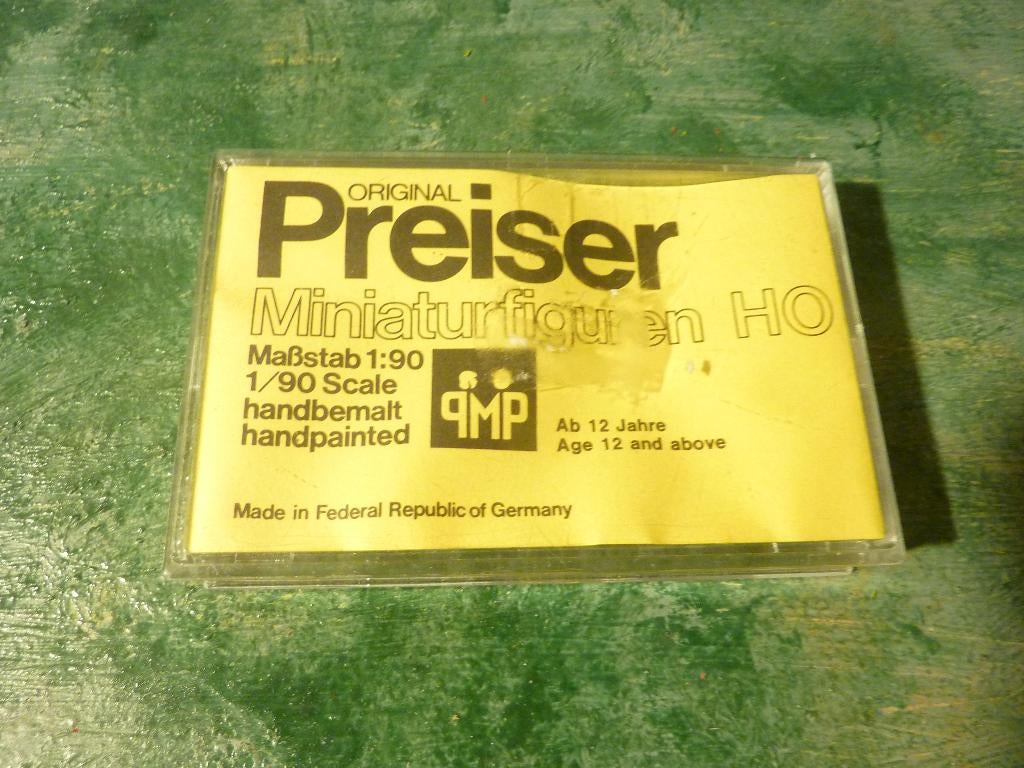 ORIGINAL
Preiser
Miniaturfiguren HO
Maßstab 1:90
1/90 Scale
handbemalt
handpainted
PMP
Ab 12 Jahre
Age 12 and above
Made in Federal Republic of Germany